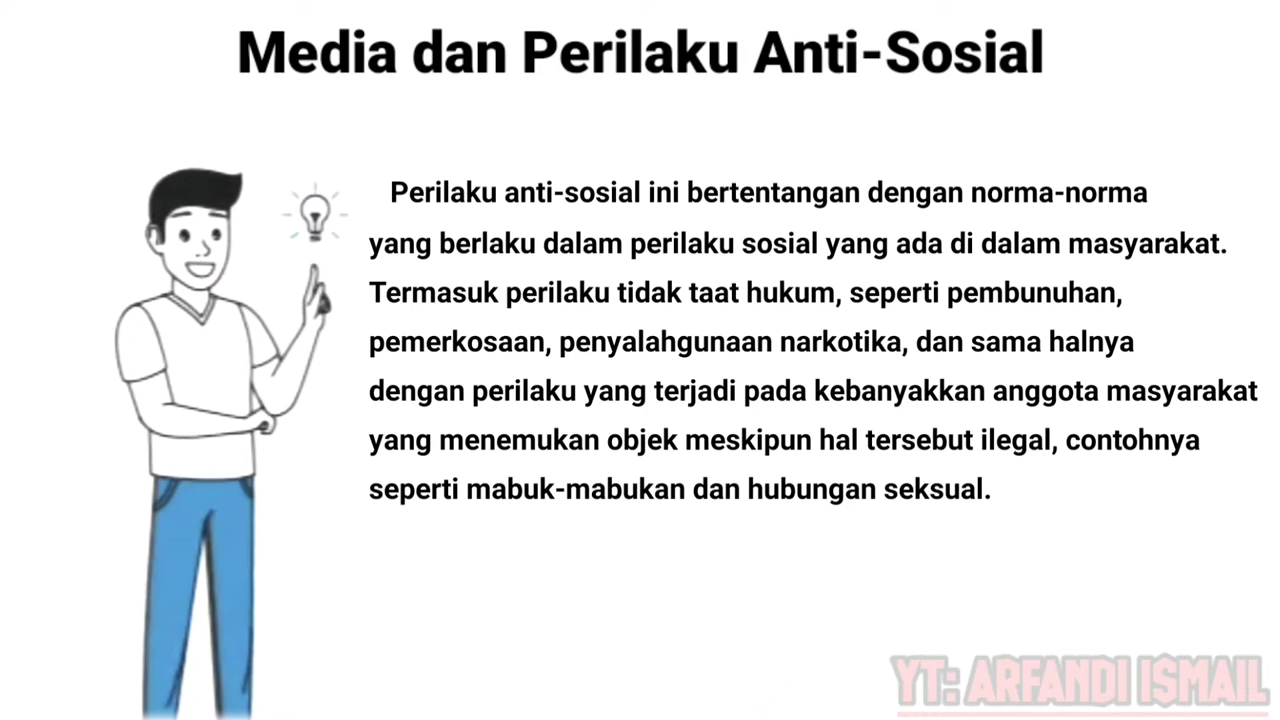 Media dan Perilaku Anti-Sosial
Perilaku anti-sosial ini bertentangan dengan norma-norma
yang berlaku dalam perilaku sosial yang ada di dalam masyarakat.
Termasuk perilaku tidak taat hukum, seperti pembunuhan,
pemerkosaan, penyalahgunaan narkotika, dan sama halnya
dengan perilaku yang terjadi pada kebanyakkan anggota masyarakat
yang menemukan objek meskipun hal tersebut ilegal, contohnya
seperti mabuk-mabukan dan hubungan seksual.
YT: ARFANDI ISMAIL